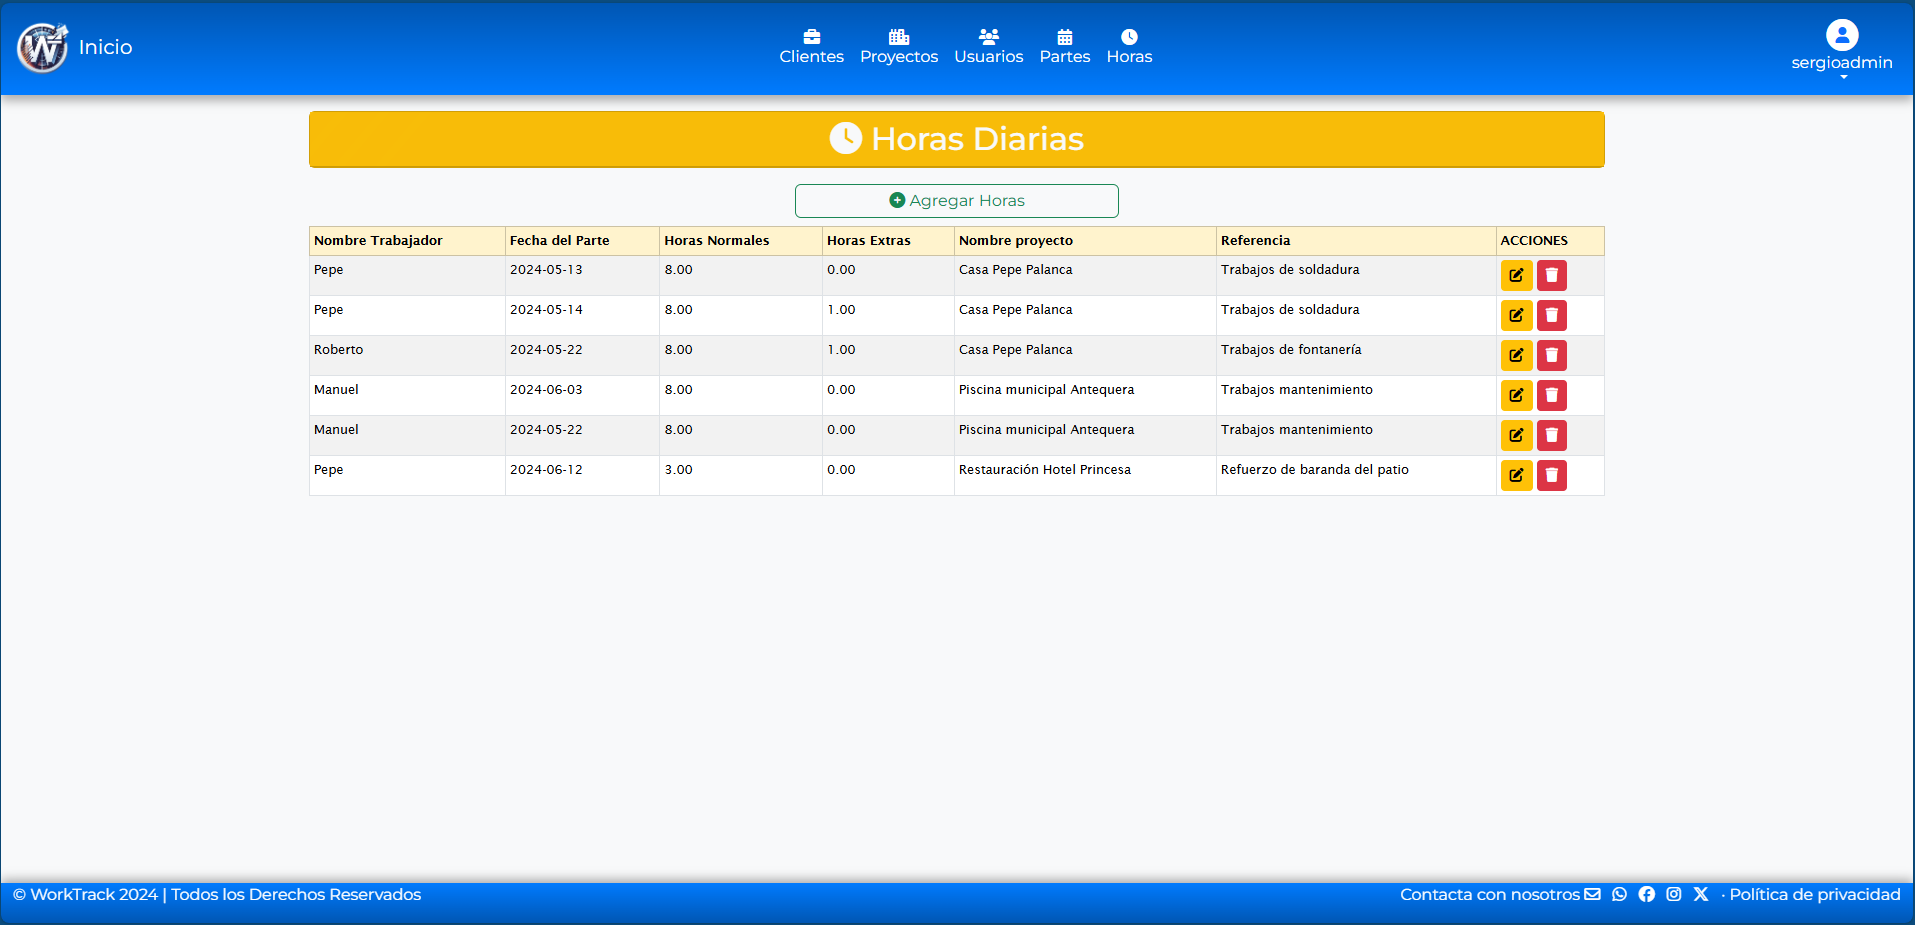 W
Inicio
Clientes Proyectos Usuarios Partes Horas
sergioadmin
Horas Diarias
Agregar Horas
Nombre Trabajador Fecha del Parte Horas Normales Horas Extras Nombre proyecto Referencia ACCIONES
Pepe 2024-05-13 8.00 0.00 Casa Pepe Palanca Trabajos de soldadura
Pepe 2024-05-14 8.00 1.00 Casa Pepe Palanca Trabajos de soldadura
Roberto 2024-05-22 8.00 1.00 Casa Pepe Palanca Trabajos de fontanería
Manuel 2024-06-03 8.00 0.00 Piscina municipal Antequera Trabajos mantenimiento
Manuel 2024-05-22 8.00 0.00 Piscina municipal Antequera Trabajos mantenimiento
Pepe 2024-06-12 3.00 0.00 Restauración Hotel Princesa Refuerzo de baranda del patio
© WorkTrack 2024 | Todos los Derechos Reservados
Contacta con nosotros · Política de privacidad